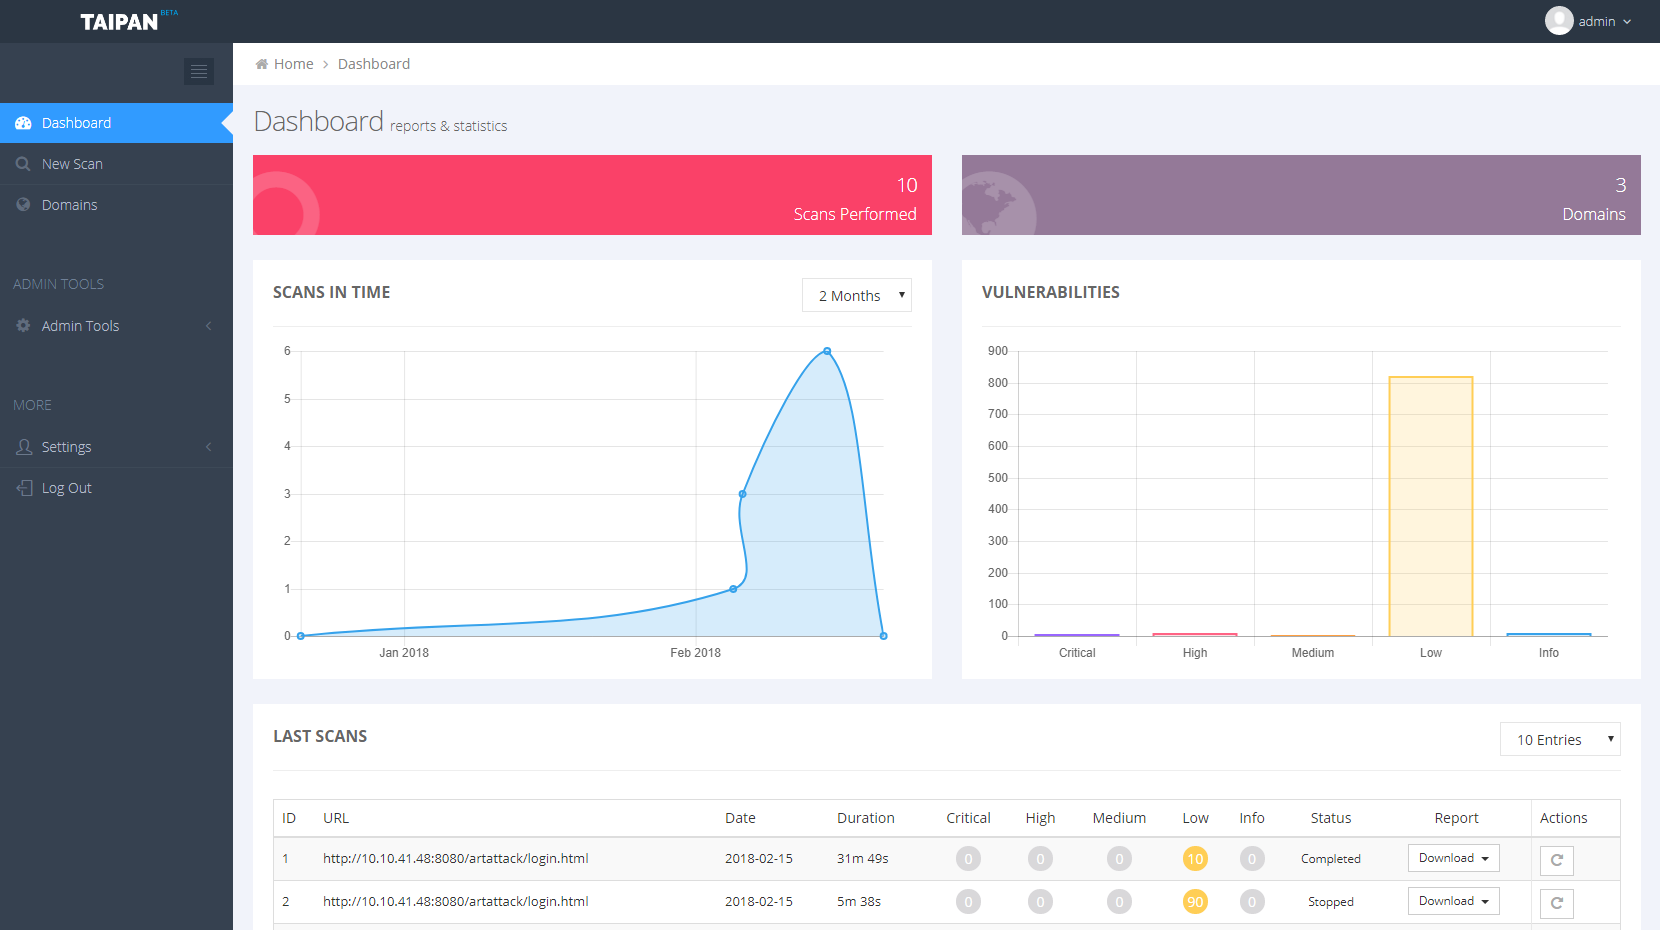 TAIPAN BETA
admin
Home > Dashboard
Dashboard
New Scan
Domains
ADMIN TOOLS
Admin Tools
MORE
Settings
Log Out
Dashboard reports & statistics
10
Scans Performed
3
Domains
SCANS IN TIME
2 Months
6
5
4
3
2
1
0
Jan 2018 Feb 2018
VULNERABILITIES
900
800
700
600
500
400
300
200
100
0
Critical High Medium Low Info
LAST SCANS
10 Entries
ID URL Date Duration Critical High Medium Low Info Status Report Actions
1 http://10.10.41.48:8080/artattack/login.html 2018-02-15 31m 49s 0 0 0 10 0 Completed Download
2 http://10.10.41.48:8080/artattack/login.html 2018-02-15 5m 38s 0 0 0 90 0 Stopped Download